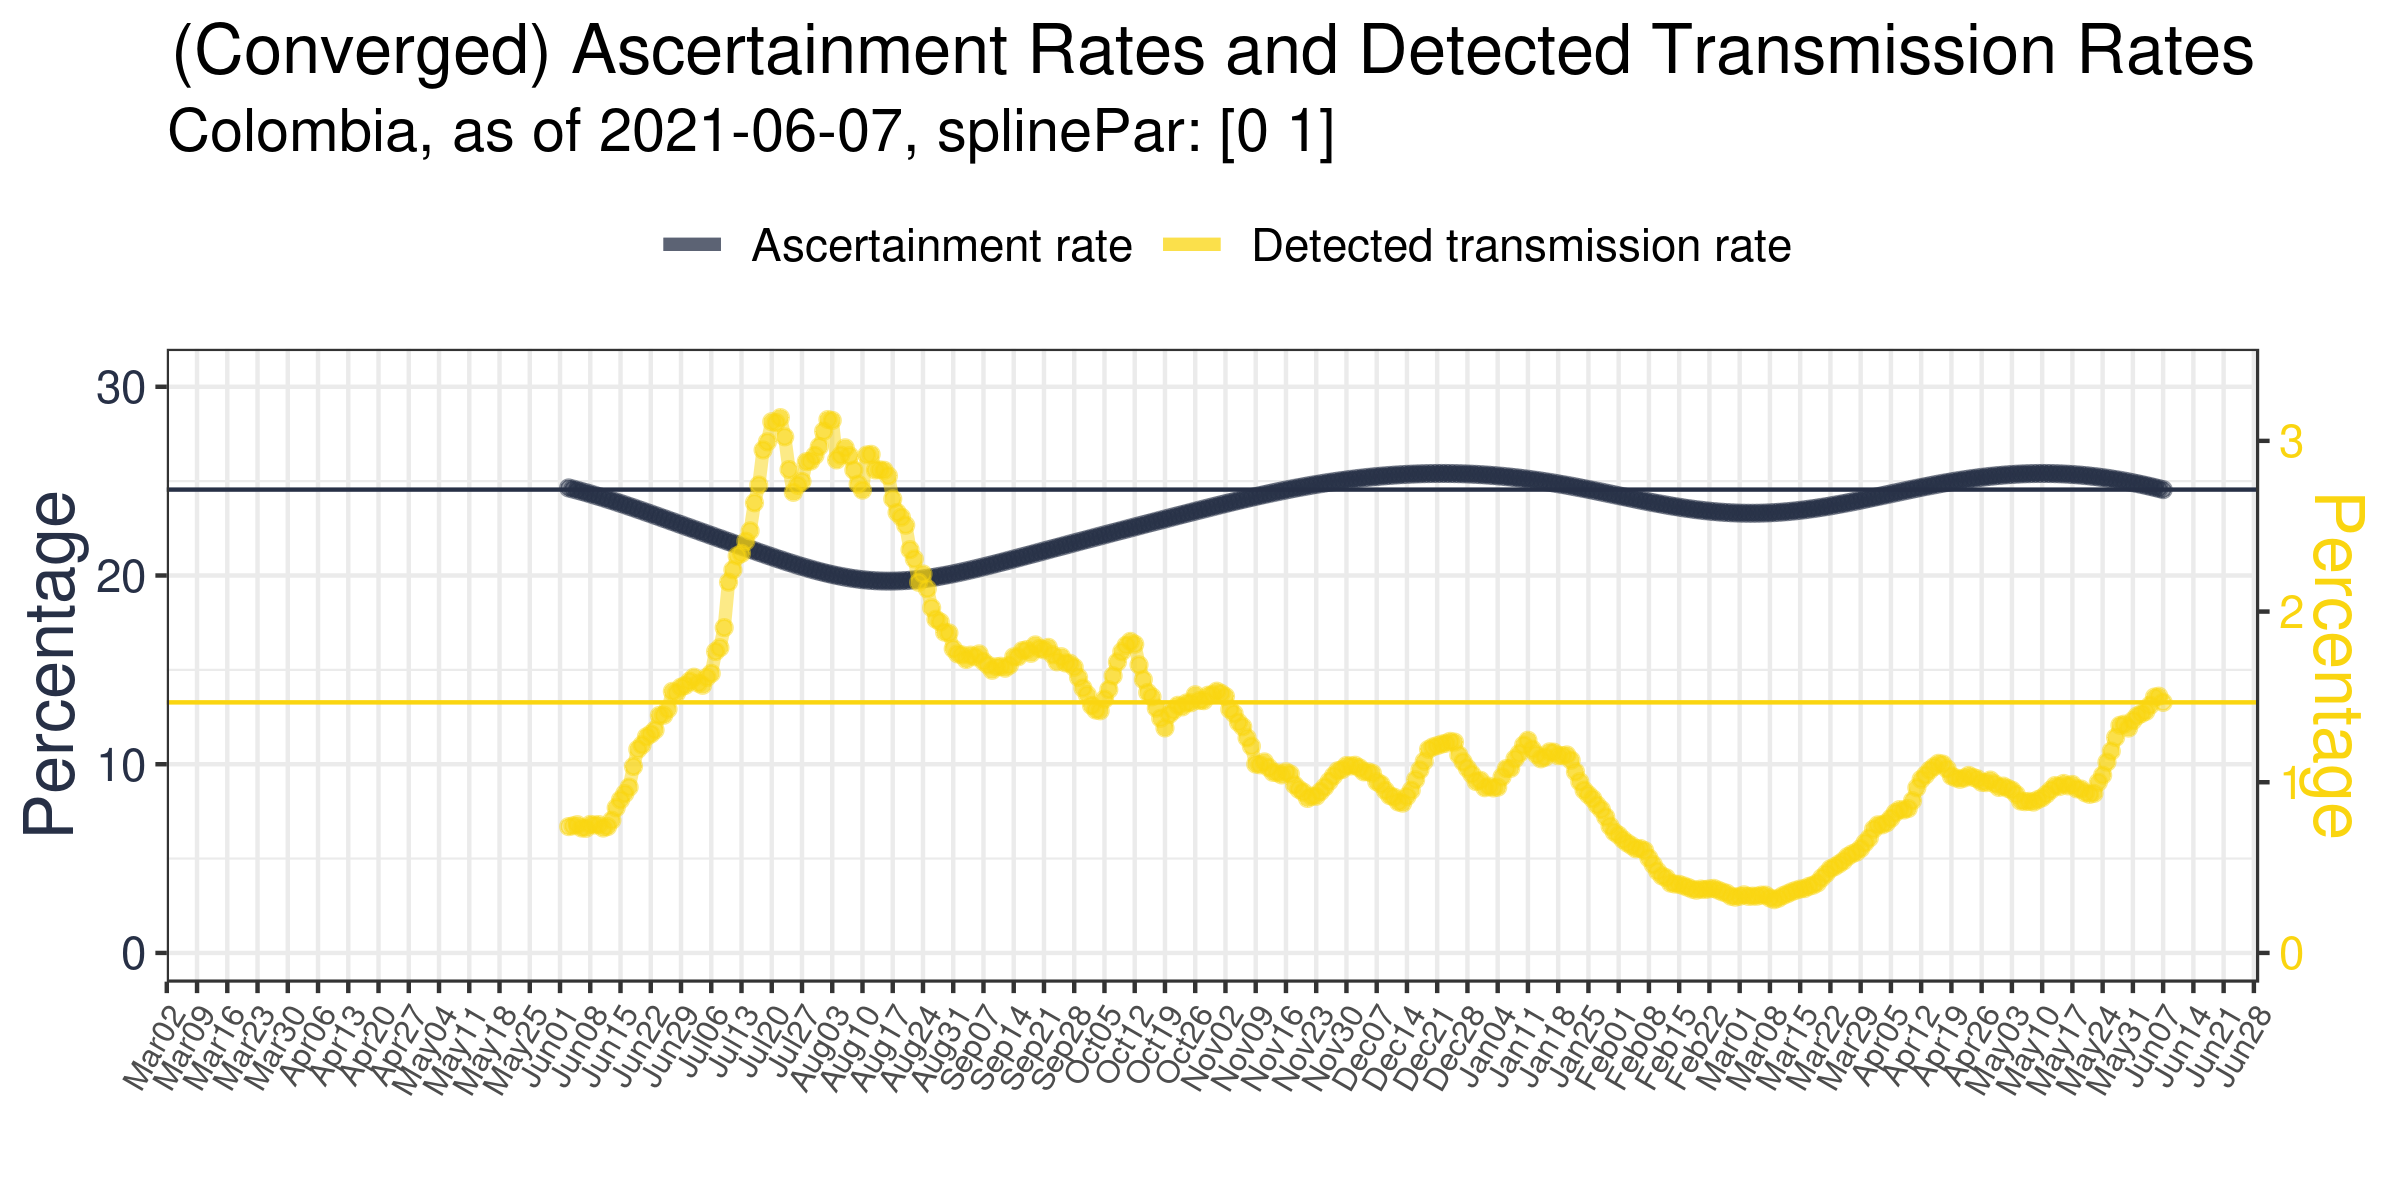 (Converged) Ascertainment Rates and Detected Transmission Rates
Colombia, as of 2021-06-07, splinePar: [0 1]
Ascertainment rate
Detected transmission rate
Percentage
30
20
10
0
3
2
1
0
Percentage
Mar02
Mar09
Mar16
Mar23
Mar30
Apr06
Apr13
Apr20
Apr27
May04
May11
May18
May25
Jun01
Jun08
Jun15
Jun22
Jun29
Jul06
Jul13
Jul20
Jul27
Aug03
Aug10
Aug17
Aug24
Aug31
Sep07
Sep14
Sep21
Sep28
Oct05
Oct12
Oct19
Oct26
Nov02
Nov09
Nov16
Nov23
Nov30
Dec07
Dec14
Dec21
Dec28
Jan04
Jan11
Jan18
Jan25
Feb01
Feb08
Feb15
Feb22
Mar01
Mar08
Mar15
Mar22
Mar29
Apr05
Apr12
Apr19
Apr26
May03
May10
May17
May24
May31
Jun07
Jun14
Jun21
Jun28